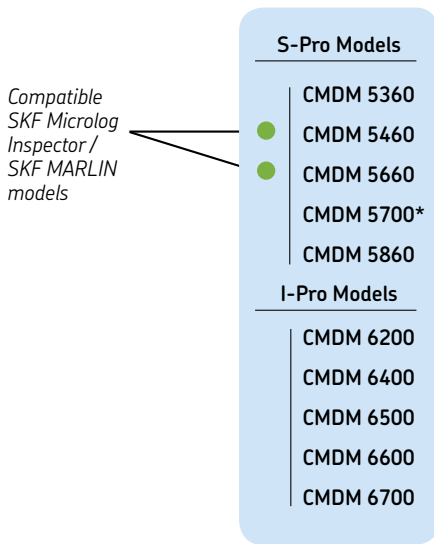 S-Pro Models
Compatible
SKF Microlog
Inspector /
SKF MARLIN
models
CMDM 5360
CMDM 5460
CMDM 5660
CMDM 5700*
CMDM 5860
I-Pro Models
CMDM 6200
CMDM 6400
CMDM 6500
CMDM 6600
CMDM 6700